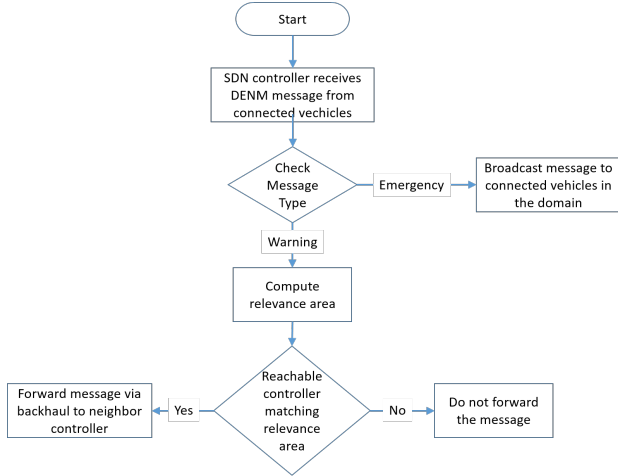 Start
SDN controller receives
DENM message from
connected vechicles
Check
Message
Type
Emergency
Broadcast message to
connected vehicles in
the domain
Warning
Compute
relevance area
Reachable
controller
matching
relevance
area
Yes
Forward message via
backhaul to neighbor
controller
No
Do not forward
the message